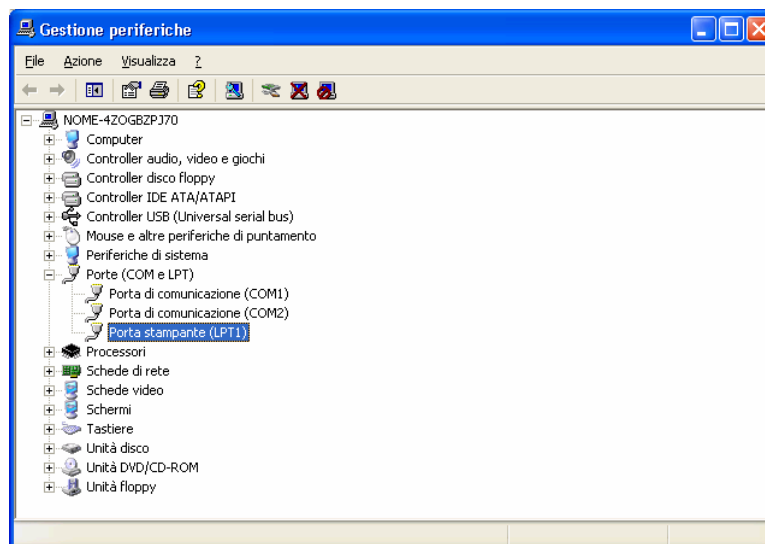 Gestione periferiche
File Azione Visualizza ?
NOME-4ZOGBZPJ70
Computer
Controller audio, video e giochi
Controller disco floppy
Controller IDE ATA/ATAPI
Controller USB (Universal serial bus)
Mouse e altre periferiche di puntamento
Periferiche di sistema
Porte (COM e LPT)
Porta di comunicazione (COM1)
Porta di comunicazione (COM2)
Porta stampante (LPT1)
Processori
Schede di rete
Schede video
Schermi
Tastiere
Unità disco
Unità DVD/CD-ROM
Unità floppy